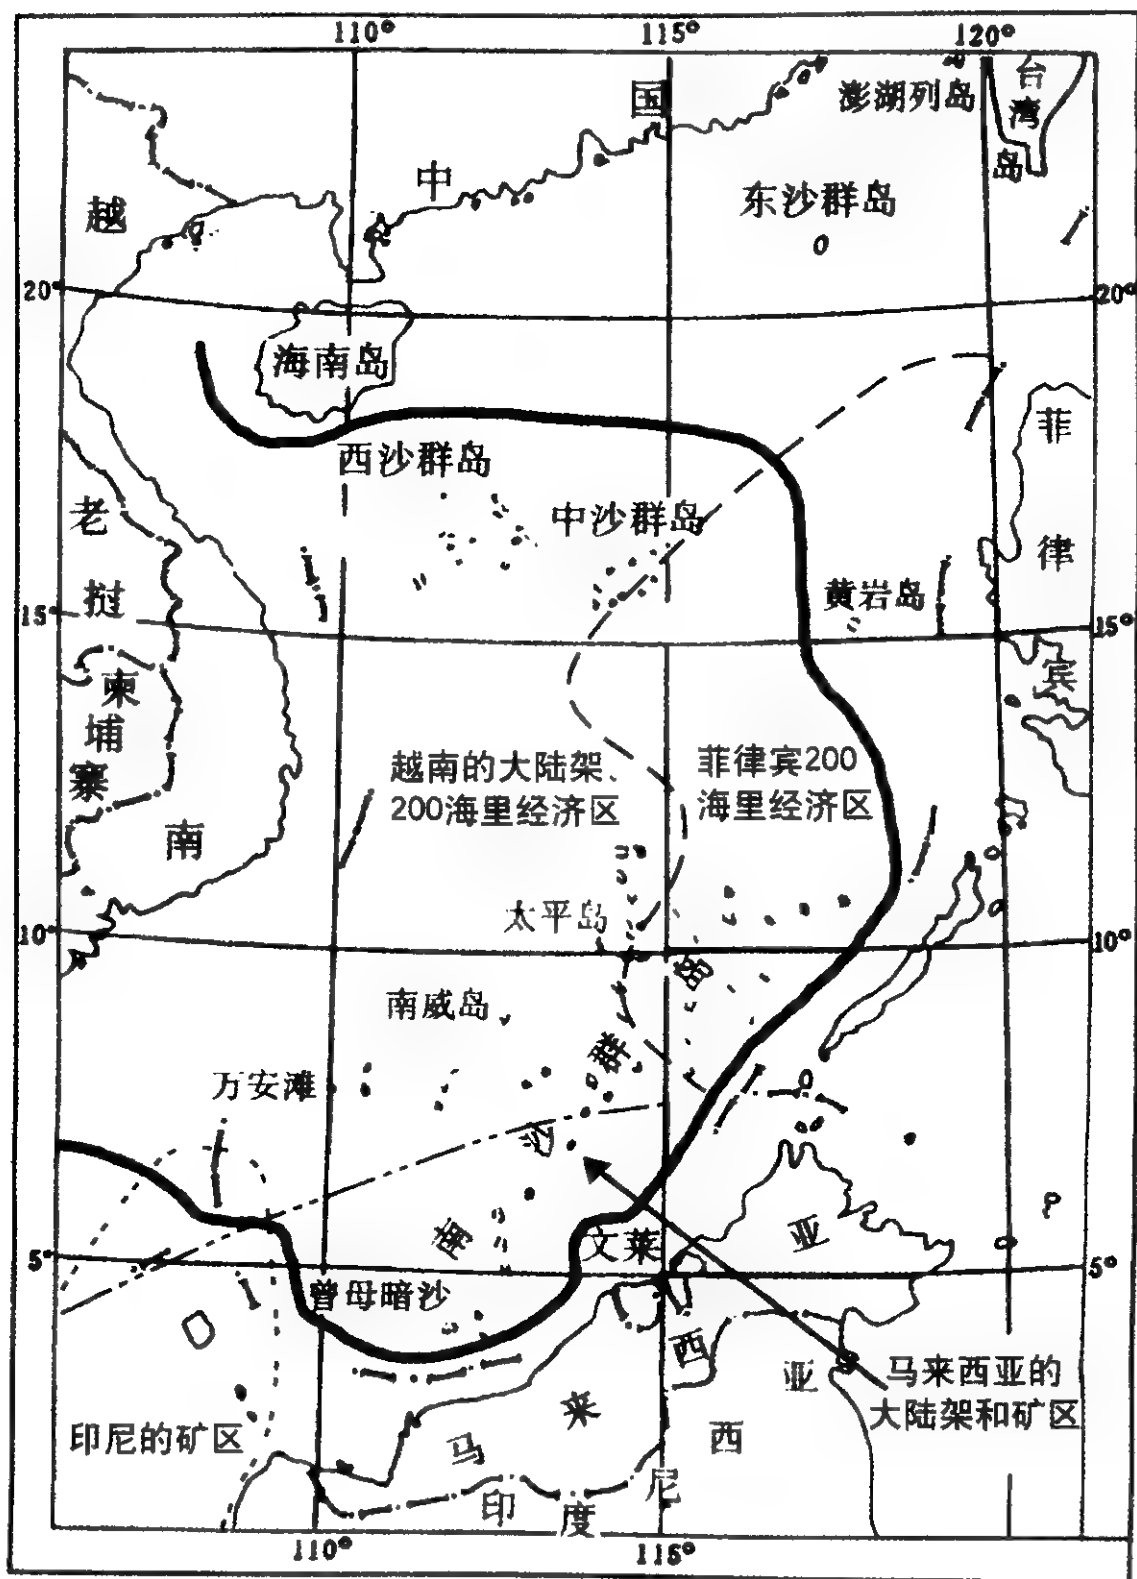 110°
115°
120°
国
澎湖列岛
台湾岛
中
东沙群岛
越
20°
20°
海南岛
菲
西沙群岛
老
中沙群岛
律
挝
黄岩岛
15°
15°
宾
柬埔寨
越南的大陆架、
200海里经济区
菲律宾200
海里经济区
南
太平岛
10°
10°
岛
南威岛
群
万安滩
沙
南
文莱
亚
5°
5°
曾母暗沙
西
亚
马来西亚的
大陆架和矿区
来
印尼的矿区
马
西
尼
印
度
110°
115°